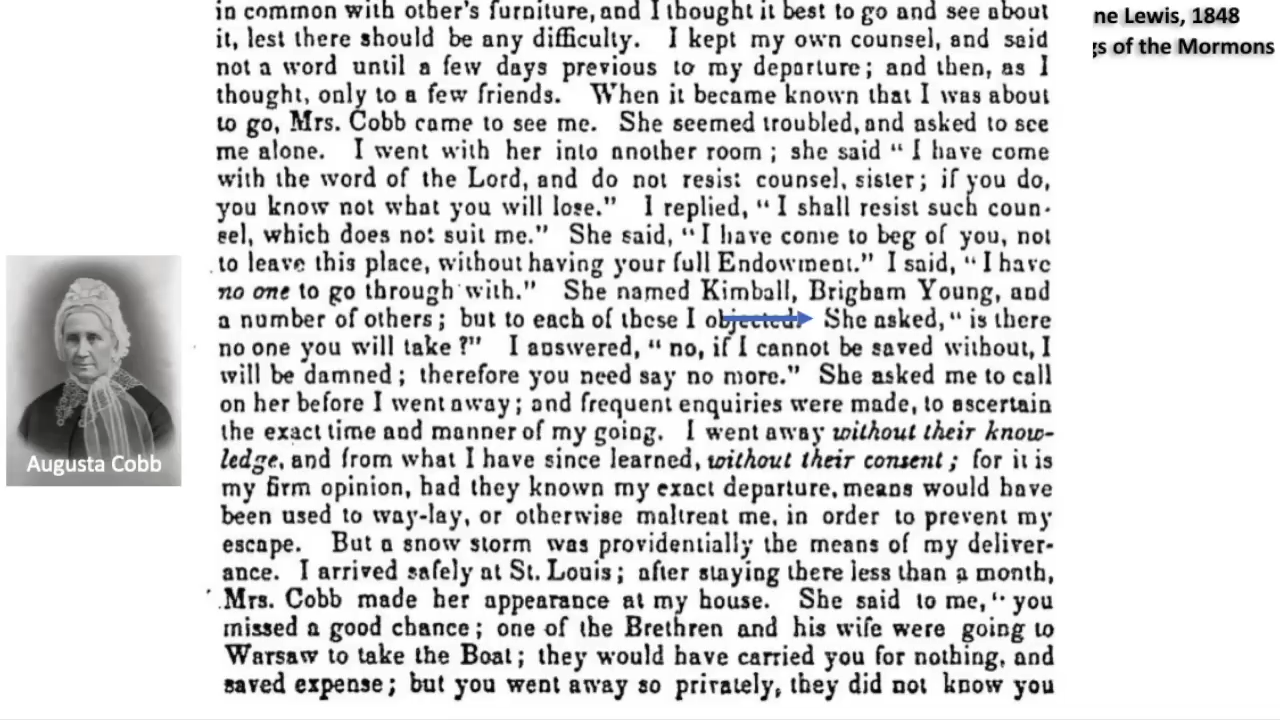 in common with other's furniture, and I thought it best to go and see about
it, lest there should be any difficulty. I kept my own counsel, and said
not a word until a few days previous to my departure; and then, as I
thought, only to a few friends. When it became known that I was about
to go, Mrs. Cobb came to see me. She seemed troubled, and asked to see
me alone. I went with her into another room; she said "I have come
with the word of the Lord, and do not resist counsel, sister; if you do,
you know not what you will lose." I replied, "I shall resist such coun-
sel, which does not suit me." She said, "I have come to beg of you, not
to leave this place, without having your full Endowment." I said, "I have
no one to go through with." She named Kimball, Brigham Young, and
a number of others; but to each of these I objected. She asked, "is there
no one you will take?" I answered, "no, if I cannot be saved without, I
will be damned; therefore you need say no more." She asked me to call
on her before I went away; and frequent enquiries were made, to ascertain
the exact time and manner of my going. I went away without their know-
ledge, and from what I have since learned, without their consent; for it is
my firm opinion, had they known my exact departure, means would have
been used to way-lay, or otherwise maltreat me, in order to prevent my
escape. But a snow storm was providentially the means of my deliver-
ance. I arrived safely at St. Louis; after staying there less than a month,
Mrs. Cobb made her appearance at my house. She said to me, "you
missed a good chance; one of the Brethren and his wife were going to
Warsaw to take the Boat; they would have carried you for nothing, and
saved expense; but you went away so privately, they did not know you
ne Lewis, 1848
gs of the Mormons
Augusta Cobb